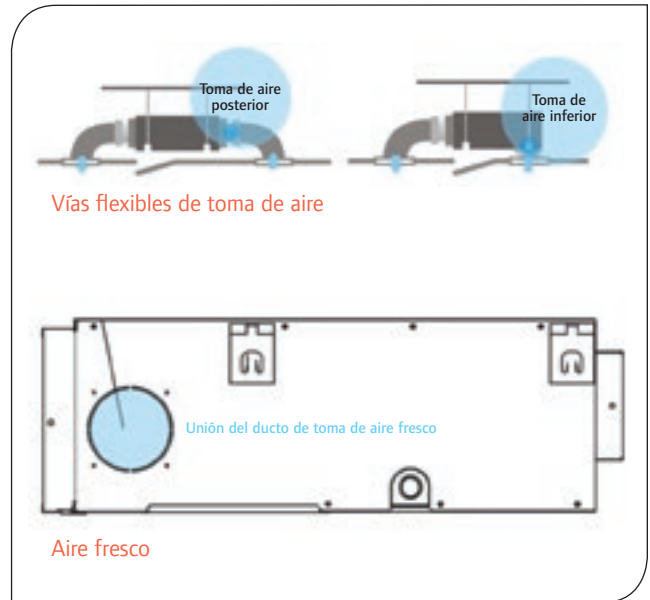 Toma de aire
posterior
Toma de
aire inferior
Vías flexibles de toma de aire
Unión del ducto de toma de aire fresco
Aire fresco